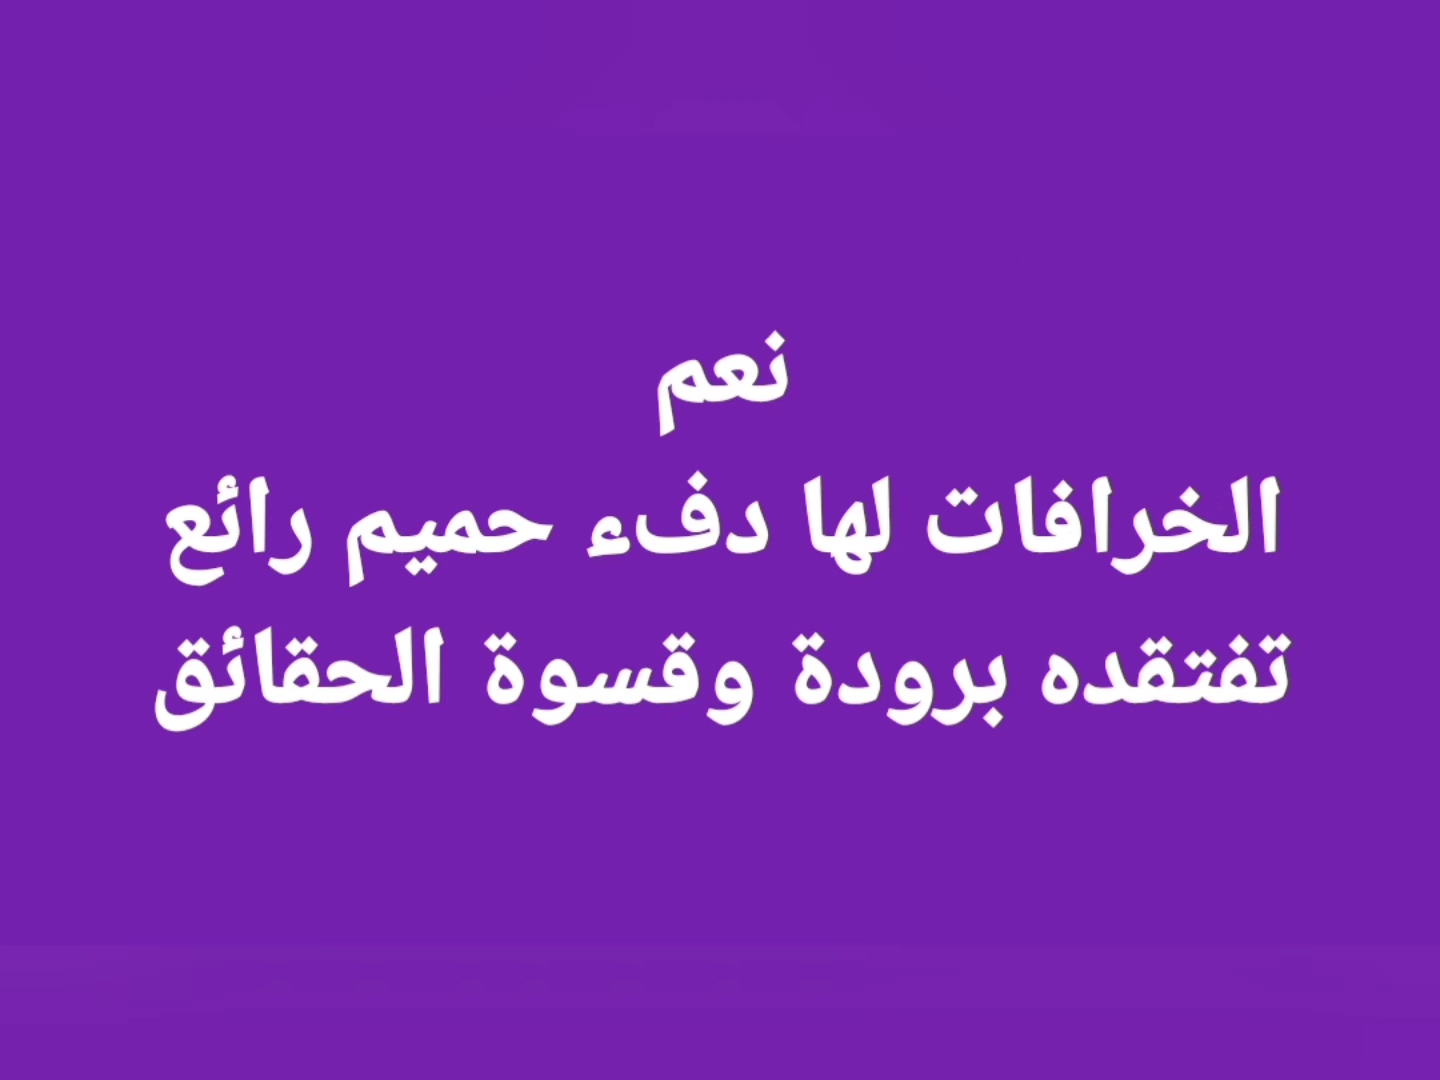 نعم
الخرافات لها دفء حميم رائع
تفتقده برودة وقسوة الحقائق